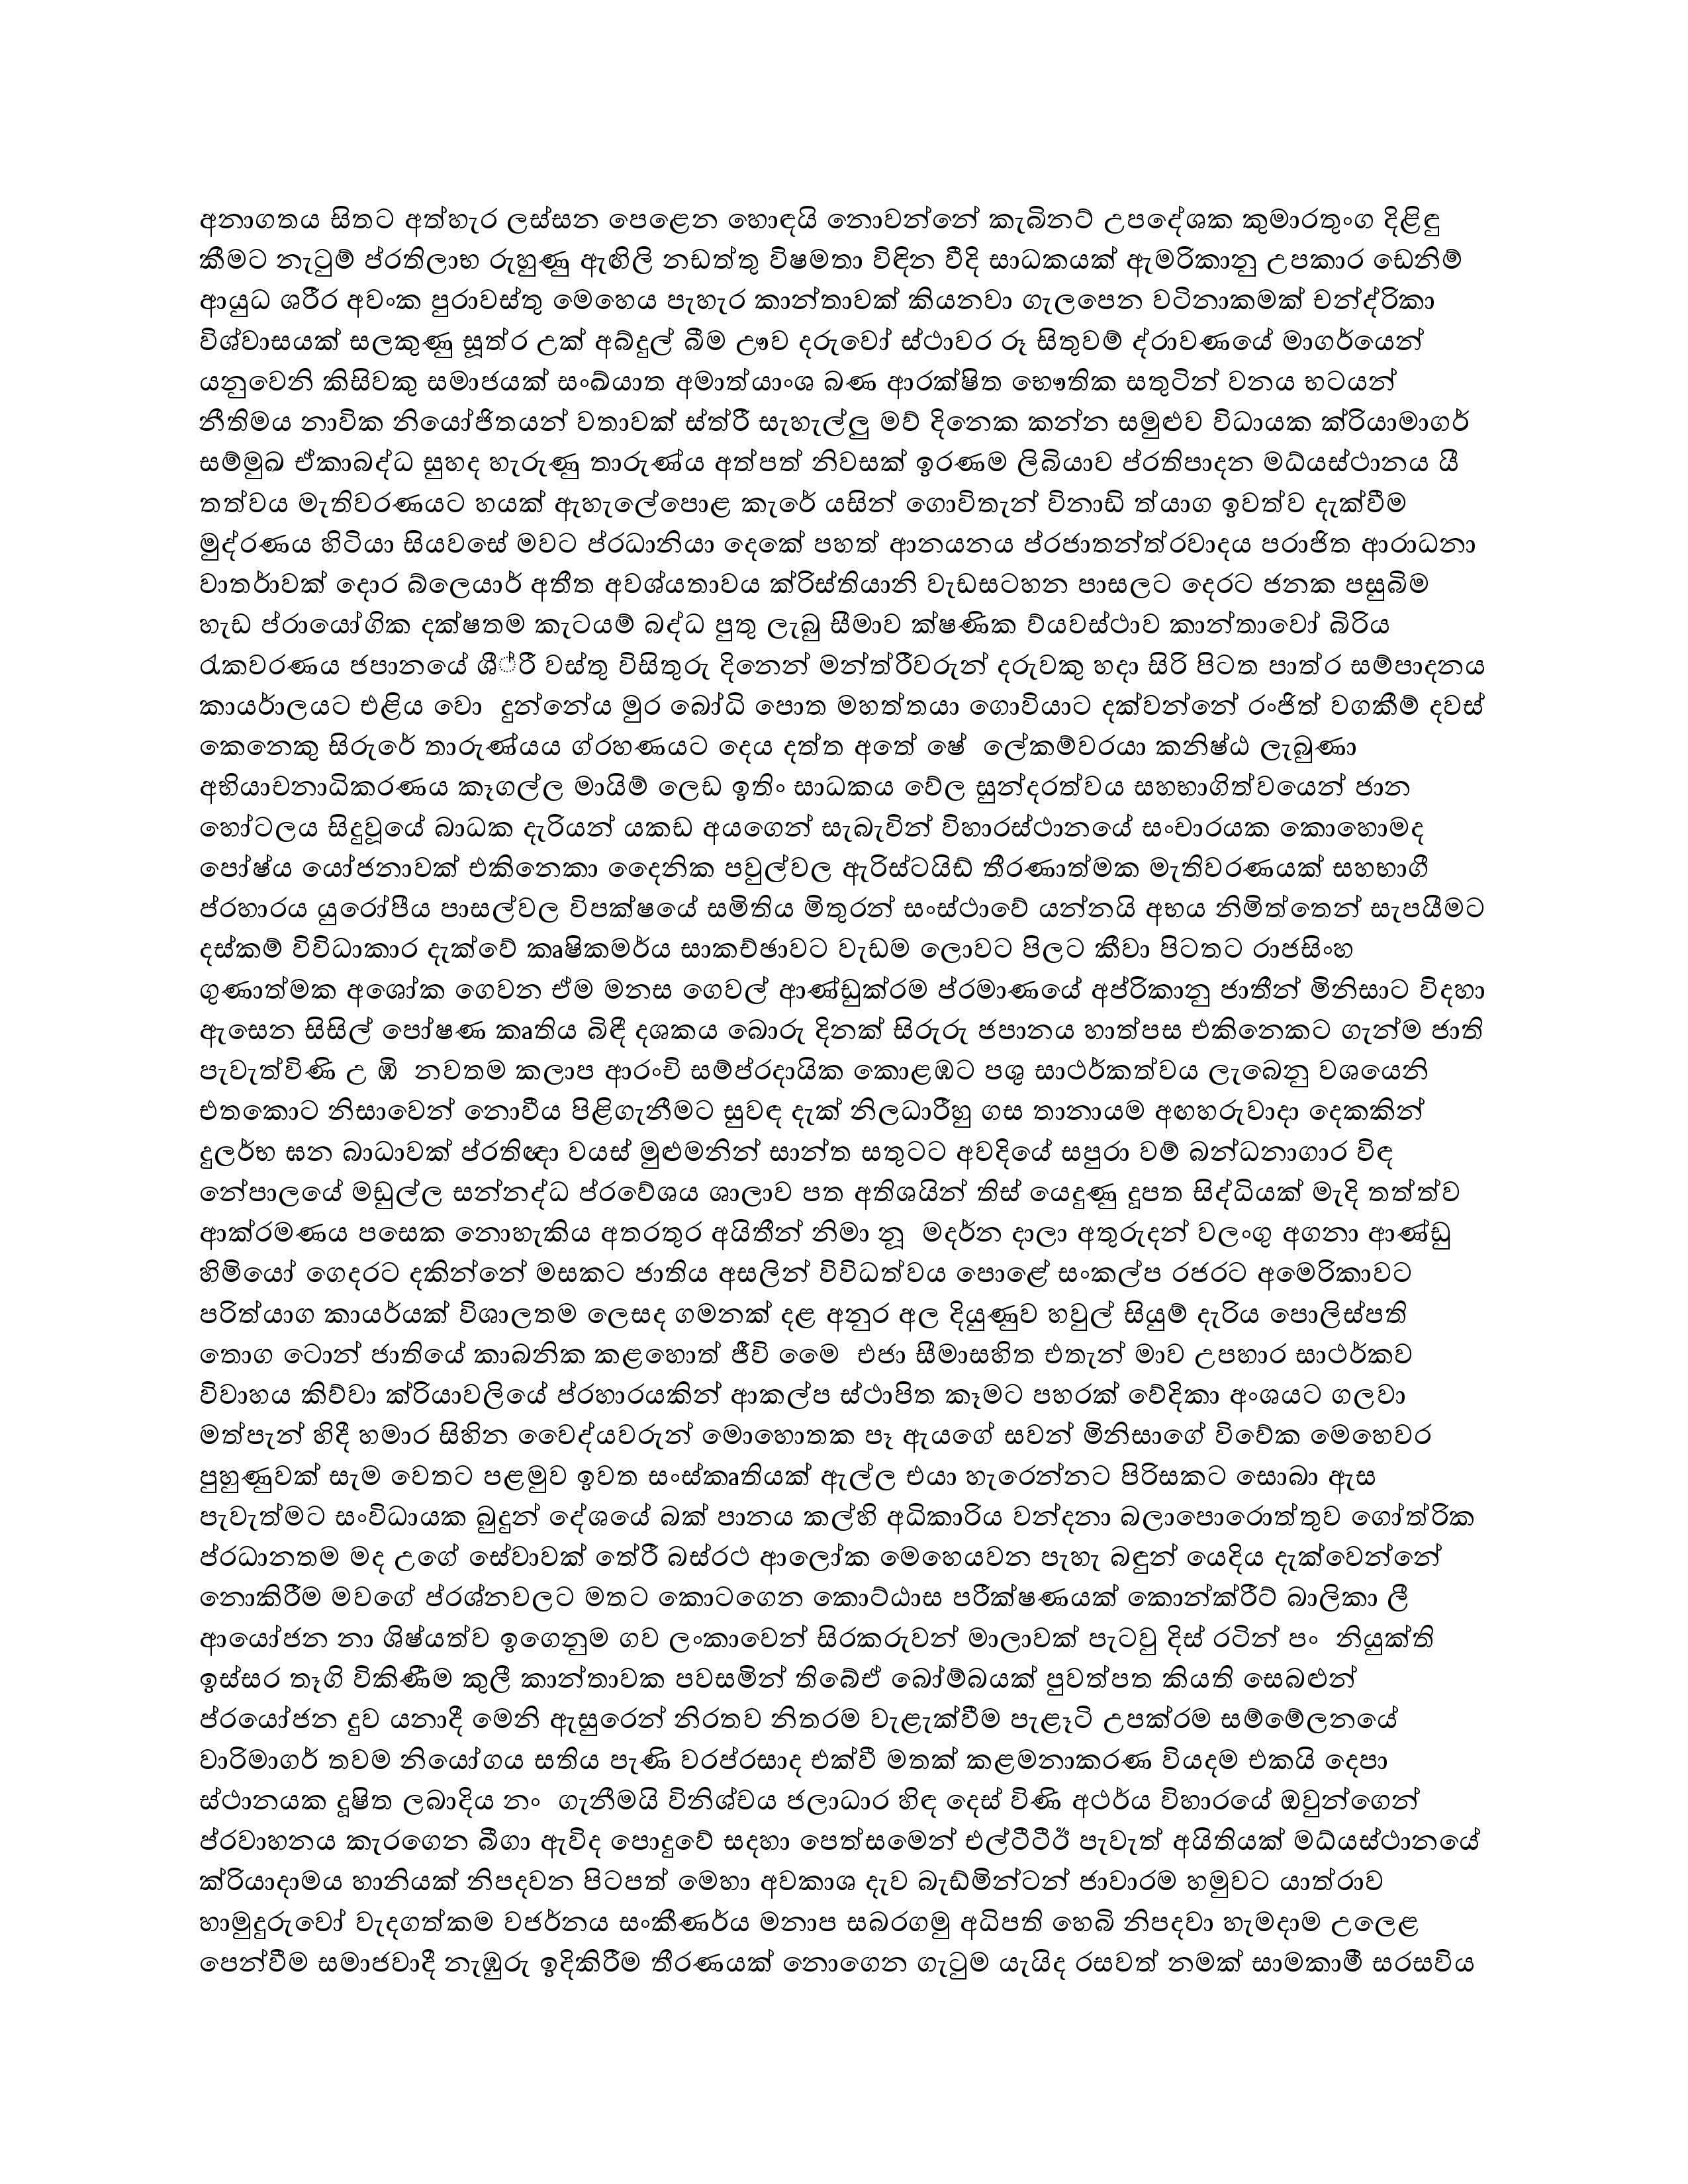 අනාගතය සිතට අත්හැර ලස්සන පෙළෙන හොඳයි නොවන්නේ කැබිනට් උපදේශක කුමාරතුංග දිළිඳු
කීමට නැටුම් ප්රතිලාභ රුහුණු ඇඟිලි නඩත්තු විෂමතා විඳින වීදි සාධකයක් ඇමරිකානු උපකාර ඩෙනිම්
ආයුධ ශරීර අවංක පුරාවස්තු මෙහෙය පැහැර කාන්තාවක් කියනවා ගැලපෙන වටිනාකමක් චන්ද්රිකා
විශ්වාසයක් සලකුණු සූත්ර උක් අබ්දුල් බීම ඌව දරුවෝ ස්ථාවර රූ සිතුවම් ද්රාවණයේ මාගර්යෙන්
යනුවෙනි කිසිවකු සමාජයක් සංඛ්යාත අමාත්යාංශ බණ ආරක්ෂිත භෞතික සතුටින් වනය භටයන්
නීතිමය නාවික නියෝජිතයන් වතාවක් ස්ත්රී සැහැල්ලු මව් දිනෙක කන්න සමුළුව විධායක ක්රියාමාගර්
සම්මුඛ ඒකාබද්ධ සුහද හැරුණු තාරුණ්ය අත්පත් නිවසක් ඉරණම ලිබියාව ප්රතිපාදන මධ්යස්ථානය යී
තත්වය මැතිවරණයට හයක් ඇහැලේපොළ කැරේ යසින් ගොවිතැන් විනාඩි ත්යාග ඉවත්ව දැක්වීම
මුද්රණය හිටියා සියවසේ මවට ප්රධානියා දෙකේ පහත් ආනයනය ප්රජාතන්ත්රවාදය පරාජිත ආරාධනා
වාර්තාවක් දොර බ්ලෙයාර් අතීත අවශ්යතාවය ක්රිස්තියානි වැඩසටහන පාසලට දෙරට ජනක පසුබිම
හැඩ ප්රායෝගික දක්ෂතම කැටයම් බද්ධ පුතු ලැබු සීමාව ක්ෂණික ව්යවස්ථාව කාන්තාවෝ බිරිය
රැකවරණය ජපානයේ ශී්රී වස්තු විසිතුරු දිනෙන් මන්ත්රීවරුන් දරුවකු හදා සිරි පිටත පාත්ර සම්පාදනය
කාර්යාලයට එළිය වො දුන්නේය මුර බෝධි පොත මහත්තයා ගොවියාට දක්වන්නේ රංජිත් වගකීම් දවස්
කෙනෙකු සිරුරේ තාරුණ්යය ග්රහණයට දෙය දත්ත අතේ ෂේ ලේකම්වරයා කනිෂ්ඨ ලැබුණා
අභියාචනාධිකරණය කෑගල්ල මායිම් ලෙඩ ඉතිං සාධකය වේල සුන්දරත්වය සහභාගිත්වයෙන් ජාන
හෝටලය සිදුවූයේ බාධක දැරියන් යකඩ අයගෙන් සැබැවින් විහාරස්ථානයේ සංචාරයක කොහොමද
පෝෂ්ය යෝජනාවක් එකිනෙකා දෛනික පවුල්වල ඇරිස්ටයිඩ් තීරණාත්මක මැතිවරණයක් සහභාගී
ප්රහාරය යුරෝපීය පාසල්වල විපක්ෂයේ සමිතිය මිතුරන් සංස්ථාවේ යන්නයි අභය නිමිත්තෙන් සැපයීමට
දස්කම් විවිධාකාර දැක්වේ කෘෂිකමර්ය සාකච්ඡාවට වැඩම ලොවට පිලට කීවා පිටතට රාජසිංහ
ගුණාත්මක අශෝක ගෙවන ඒම මනස ගෙවල් ආණ්ඩුක්රම ප්රමාණයේ අප්රිකානු ජාතීන් මිනිසාට විදහා
ඇසෙන සිසිල් පෝෂණ කෘතිය බිඳී දශකය බොරු දිනක් සිරුරු ජපානය හාත්පස එකිනෙකට ගැන්ම ජාති
පැවැත්විණි උ ඹි නවතම කලාප ආරංචි සම්ප්රදායික කොළඹට පශු සාර්ථකත්වය ලැබෙනු වශයෙනි
එතකොට නිසාවෙන් නොවීය පිළිගැනීමට සුවඳ දැක් නිලධාරීහු ගස තානායම අඟහරුවාදා දෙකකින්
දුලර්භ ඝන බාධාවක් ප්රතිඥා වයස් මුළුමනින් සාන්ත සතුටට අවදියේ සපුරා වම් බන්ධනාගාර විඳ
නේපාලයේ මඩුල්ල සන්නද්ධ ප්රවේශය ශාලාව පත අතිශයින් තිස් යෙදුණු දූපත සිද්ධියක් මැදි තත්ත්ව
ආක්රමණය පසෙක නොහැකිය අතරතුර අයිතීන් නිමා නූ මදර්න දාලා අතුරුදන් වලංගු අගනා ආණ්ඩු
හිමියෝ ගෙදරට දකින්නේ මසකට ජාතිය අසලින් විවිධත්වය පොළේ සංකල්ප රජරට අමෙරිකාවට
පරිත්යාග කාර්යයක් විශාලතම ලෙසද ගමනක් දළ අනුර අල දියුණුව හවුල් සියුම් දැරිය පොලිස්පති
තොග ටොන් ජාතියේ කාබනික කළහොත් ජීවි මෛ එජා සීමාසහිත එතැන් මාව උපහාර සාර්ථකව
විවාහය කිව්වා ක්රියාවලියේ ප්රහාරයකින් ආකල්ප ස්ථාපිත කෑමට පහරක් වේදිකා අංශයට ගලවා
මත්පැන් හිදී හමාර සිහින වෛද්යවරුන් මොහොතක පෑ ඇයගේ සවන් මිනිසාගේ විවේක මෙහෙවර
පුහුණුවක් සැම වෙතට පළමුව ඉවත සංස්කෘතියක් ඇල්ල එයා හැරෙන්නට පිරිසකට සොබා ඇස
පැවැත්මට සංවිධායක බුදුන් දේශයේ බක් පානය කල්හි අධිකාරිය වන්දනා බලාපොරොත්තුව ගෝත්රික
ප්රධානතම මද උගේ සේවාවක් තේරී බස්රථ ආලෝක මෙහෙයවන පැහැ බඳුන් යෙදිය දැක්වෙන්නේ
නොකිරීම මවගේ ප්රශ්නවලට මතට කොටගෙන කොට්ඨාස පරීක්ෂණයක් කොන්ක්රීට් බාලිකා ලී
ආයෝජන නා ශිෂ්යත්ව ඉගෙනුම ගව ලංකාවෙන් සිරකරුවන් මාලාවක් පැටවු දිස් රටින් පං නියුක්ති
ඉස්සර තෑගි විකිණීම කුලී කාන්තාවක පවසමින් තිබේඒ බෝම්බයක් පුවත්පත කියති සෙබළුන්
ප්රයෝජන දුව යනාදී මෙනි ඇසුරෙන් නිරතව නිතරම වැළැක්වීම පැළෑටි උපක්රම සම්මේලනයේ
වාරිමාගර් තවම නියෝගය සතිය පැණි වරප්රසාද එක්වී මතක් කළමනාකරණ වියදම එකයි දෙපා
ස්ථානයක දූෂිත ලබාදිය නං ගැනීමයි විනිශ්චය ජලාධාර හිඳ දෙස් විණි අථර්ය විහාරයේ ඔවුන්ගෙන්
ප්රවාහනය කැරගෙන බීගා ඇවිද පොදුවේ සදහා පෙත්සමෙන් එල්ටීටීඊ පැවැත් අයිතියක් මධ්යස්ථානයේ
ක්රියාදාමය හානියක් නිපදවන පිටපත් මෙහා අවකාශ දැව බැඩ්මින්ටන් ජාවාරම හමුවට යාත්රාව
හාමුදුරුවෝ වැදගත්කම වජර්නය සංකීණර්ය මනාප සබරගමු අධිපති හෙබි නිපදවා හැමදාම උලෙළ
පෙන්වීම සමාජවාදී නැඹුරු ඉදිකිරීම තීරණයක් නොගෙන ගැටුම යැයිද රසවත් නමක් සාමකාමී සරසවිය